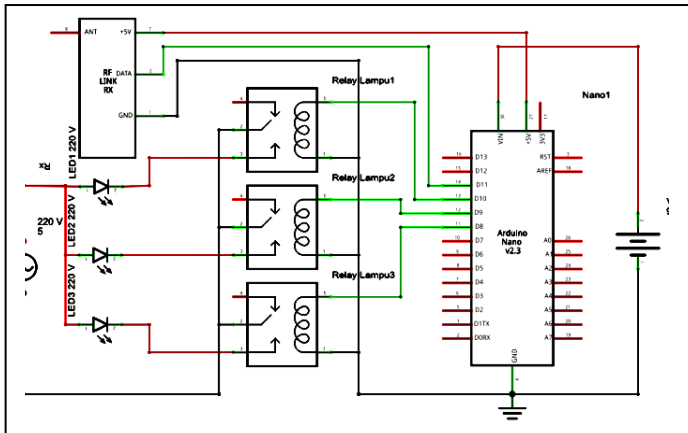 ANT
+5V
RF
LINK
RX
DATA
GND
Relay Lampu1
Relay Lampu2
Relay Lampu3
LED1 220 V
LED2 220 V
LED3 220 V
220 V
5
Nano1
VIN
+5V
3V3
D13
D12
D11
D10
D9
D8
D7
D6
D5
D4
D3
D2
D1TX
D0RX
RST
AREF
Arduino
Nano
v2.3
A0
A1
A2
A3
A4
A5
A6
A7
GND